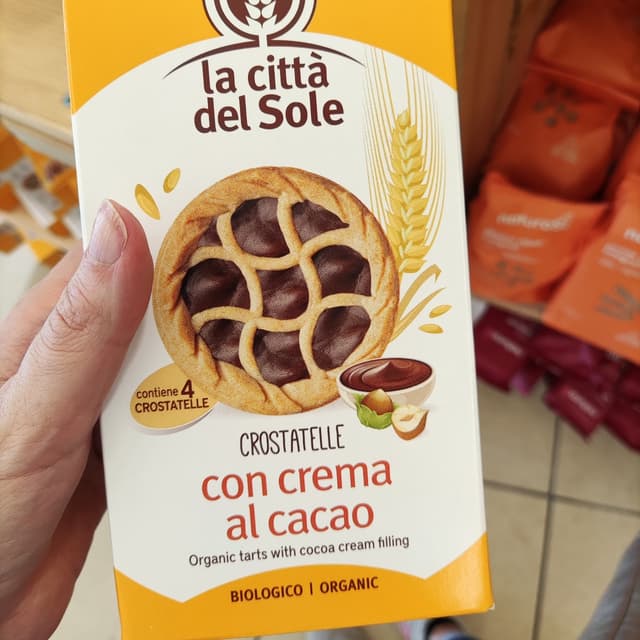 la città
del Sole
contiene 4
CROSTATELLE
CROSTATELLE
con crema
al cacao
Organic tarts with cocoa cream filling
BIOLOGICO | ORGANIC